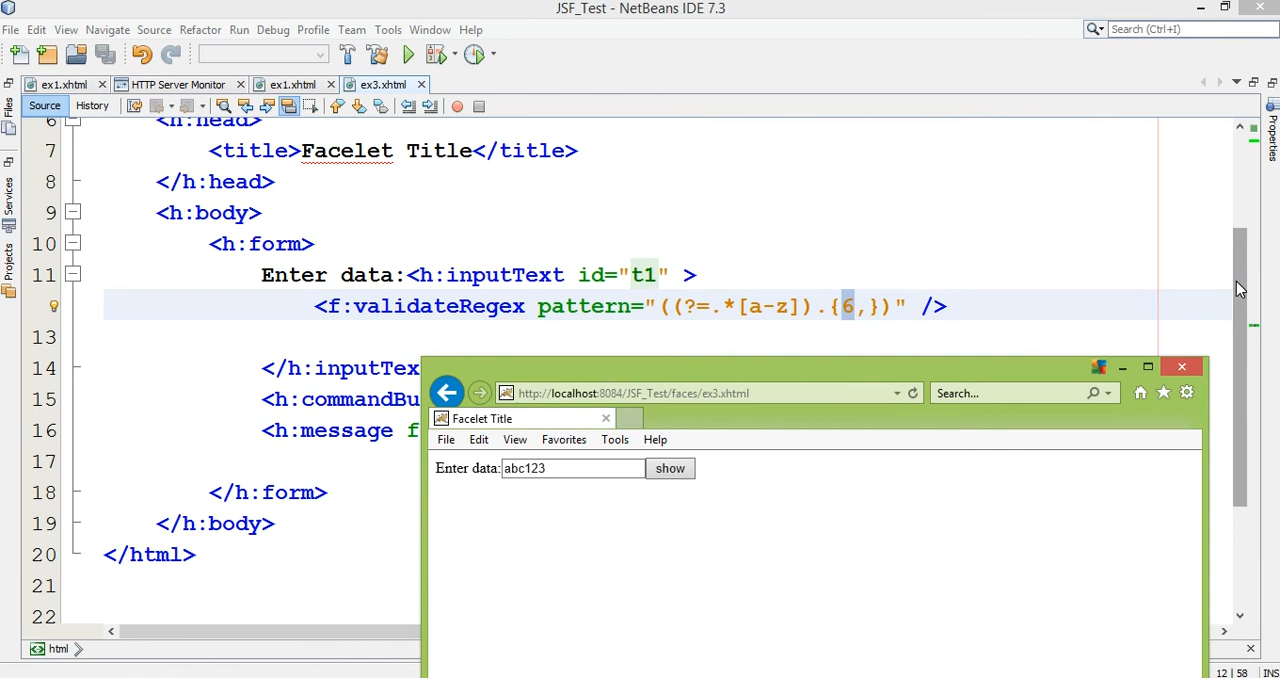 JSF_Test - NetBeans IDE 7.3
File Edit View Navigate Source Refactor Run Debug Profile Team Tools Window Help
Search (Ctrl+I)
ex1.xhtml HTTP Server Monitor ex1.xhtml ex3.xhtml
Source History
Files
Services
Projects
Properties
6 <h:head>
7 <title>Facelet Title</title>
8 </h:head>
9 <h:body>
10 <h:form>
11 Enter data:<h:inputText id="t1" >
<f:validateRegex pattern="((?=.*[a-z]).{6,})" />
13
14 </h:inputTex
15 <h:commandBu
16 <h:message f
17
18 </h:form>
19 </body>
20 </html>
21
22
http://localhost:8084/JSF_Test/faces/ex3.xhtml
Search...
Facelet Title
File Edit View Favorites Tools Help
Enter data: abc123 show
html
12 | 58 INS